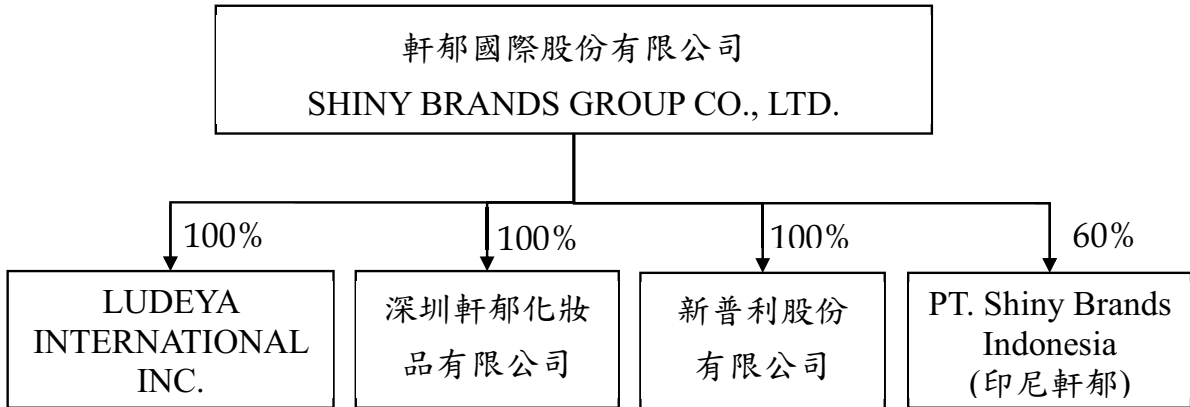 軒郁國際股份有限公司
SHINY BRANDS GROUP CO., LTD.
100%
100%
100%
60%
LUDEYA
INTERNATIONAL
INC.
深圳軒郁化妝
品有限公司
新普利股份
有限公司
PT. Shiny Brands
Indonesia
(印尼軒郁)